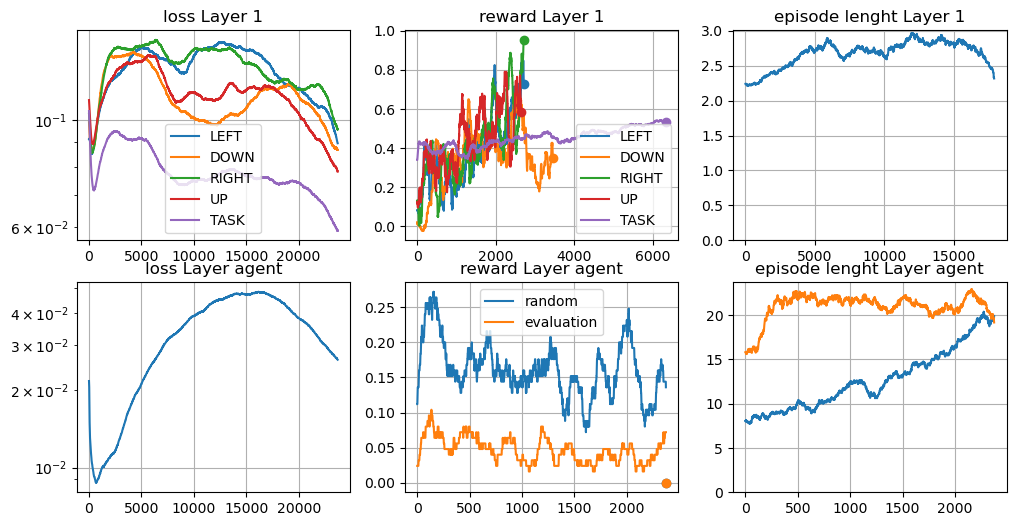 loss Layer 1
10⁻¹
6 × 10⁻²
LEFT
DOWN
RIGHT
UP
TASK
0 5000 10000 15000 20000
reward Layer 1
1.0
0.8
0.6
0.4
0.2
0.0
LEFT
DOWN
RIGHT
UP
TASK
0 2000 4000 6000
episode lenght Layer 1
3.0
2.5
2.0
1.5
1.0
0.5
0.0
0 5000 10000 15000
loss Layer agent
4 × 10⁻²
3 × 10⁻²
2 × 10⁻²
10⁻²
0 5000 10000 15000 20000
reward Layer agent
random
evaluation
0.25
0.20
0.15
0.10
0.05
0.00
0 500 1000 1500 2000
episode lenght Layer agent
20
15
10
5
0
0 500 1000 1500 2000